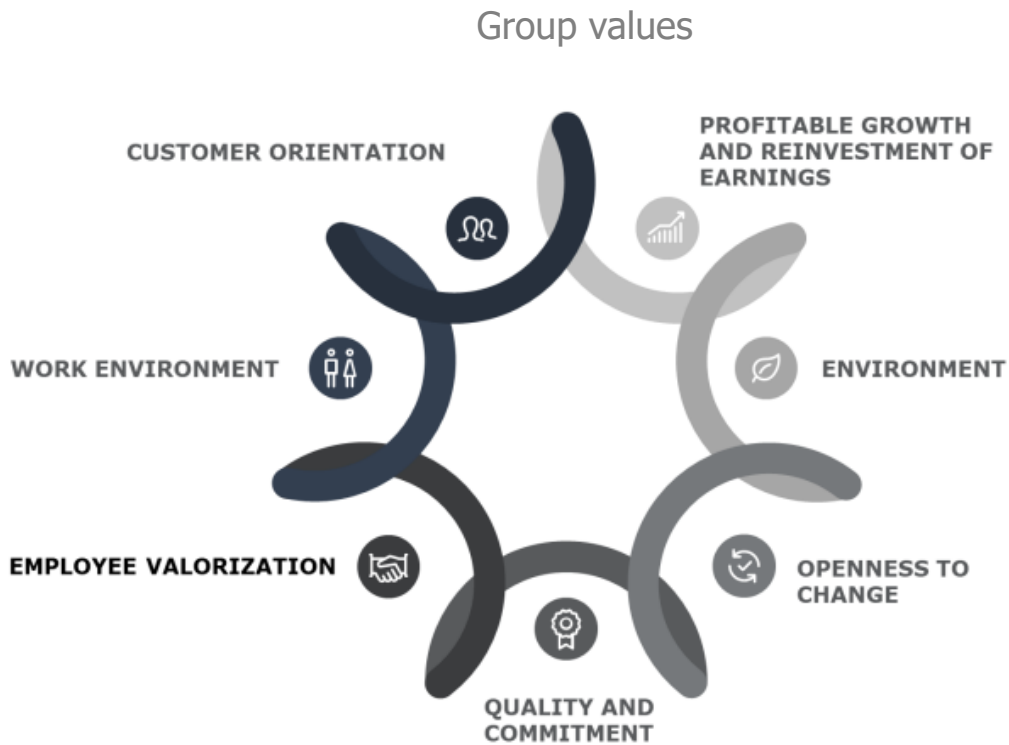 Group values
CUSTOMER ORIENTATION
PROFITABLE GROWTH
AND REINVESTMENT OF
EARNINGS
WORK ENVIRONMENT
ENVIRONMENT
EMPLOYEE VALORIZATION
OPENNESS TO
CHANGE
QUALITY AND
COMMITMENT